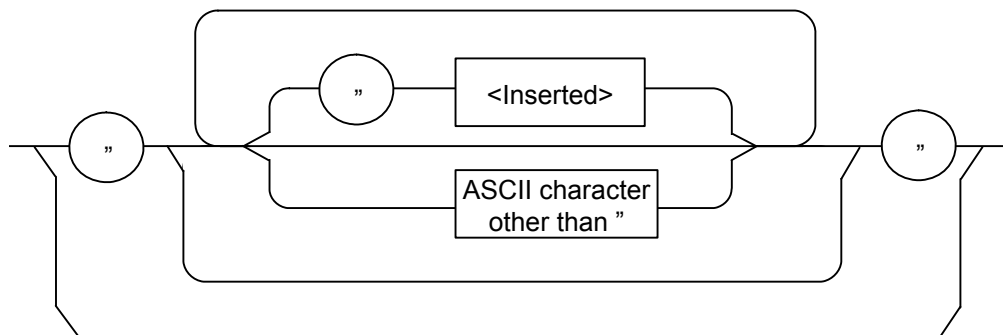 ”
<Inserted>
”
”
ASCII character
other than ”